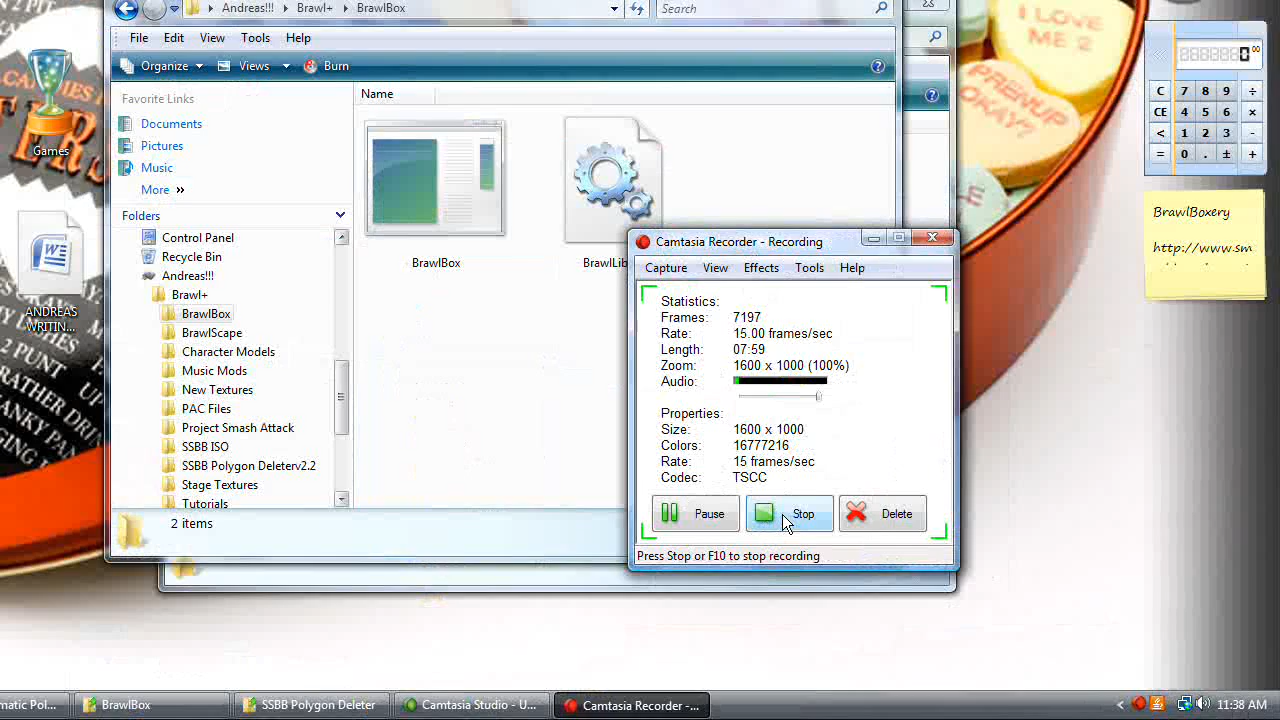 Andreas!!! Brawl+ BrawlBox
Search
File Edit View Tools Help
Organize Views Burn
Favorite Links
Documents
Pictures
Music
More »
Folders
Control Panel
Recycle Bin
Andreas!!!
Brawl+
BrawlBox
BrawlScape
Character Models
Music Mods
New Textures
PAC Files
Project Smash Attack
SSBB ISO
SSBB Polygon Deleterv2.2
Stage Textures
Tutorials
Name
BrawlBox
BrawlLib
2 items
Camtasia Recorder - Recording
Capture View Effects Tools Help
Statistics:
Frames: 7197
Rate: 15.00 frames/sec
Length: 07:59
Zoom: 1600 x 1000 (100%)
Audio:
Properties:
Size: 1600 x 1000
Colors: 16777216
Rate: 15 frames/sec
Codec: TSCC
Pause Stop Delete
Press Stop or F10 to stop recording
Games
ANDREAS
WRITIN...
I LOVE
ME 2
PRENUP
OKAY?
C 7 8 9 ÷
CE 4 5 6 ×
< 1 2 3 -
= 0 . ± +
BrawlBoxery
http://www.sm
matic Pol... BrawlBox SSBB Polygon Deleter Camtasia Studio - U... Camtasia Recorder -...
11:38 AM